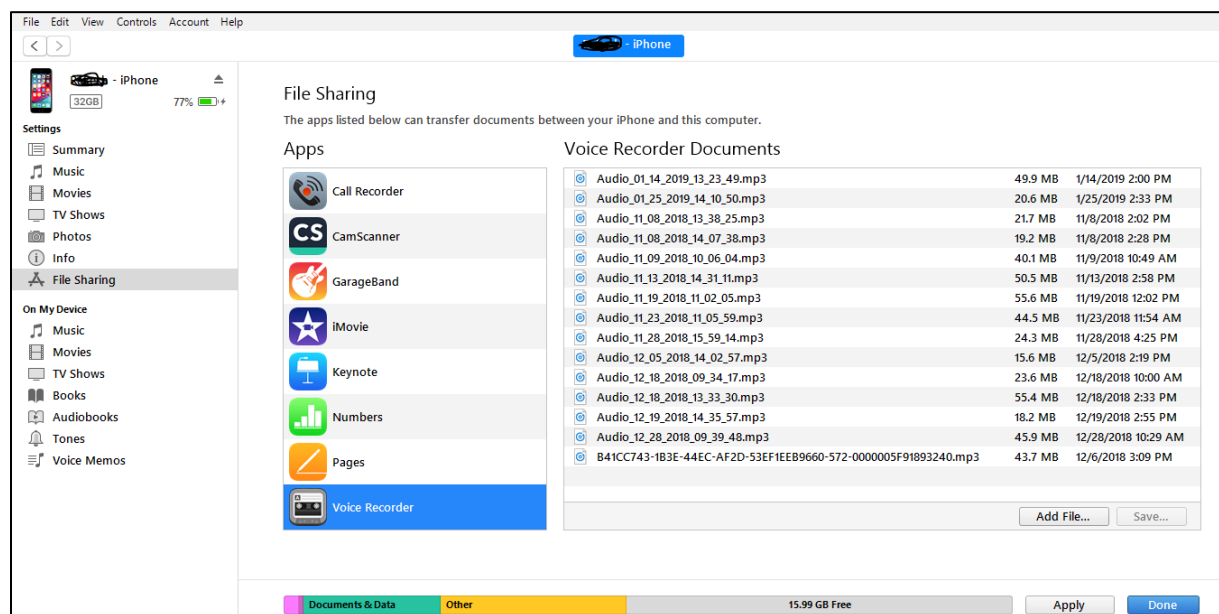 File Edit View Controls Account Help
- iPhone
- iPhone
32GB 77%
Settings
Summary
Music
Movies
TV Shows
Photos
Info
File Sharing
On My Device
Music
Movies
TV Shows
Books
Audiobooks
Tones
Voice Memos
File Sharing
The apps listed below can transfer documents between your iPhone and this computer.
Apps
Call Recorder
CS CamScanner
GarageBand
iMovie
Keynote
Numbers
Pages
Voice Recorder
Voice Recorder Documents
Audio_01_14_2019_13_23_49.mp3 49.9 MB 1/14/2019 2:00 PM
Audio_01_25_2019_14_10_50.mp3 20.6 MB 1/25/2019 2:33 PM
Audio_11_08_2018_13_38_25.mp3 21.7 MB 11/8/2018 2:02 PM
Audio_11_08_2018_14_07_38.mp3 19.2 MB 11/8/2018 2:28 PM
Audio_11_09_2018_10_06_04.mp3 40.1 MB 11/9/2018 10:49 AM
Audio_11_13_2018_14_31_11.mp3 50.5 MB 11/13/2018 2:58 PM
Audio_11_19_2018_11_02_05.mp3 55.6 MB 11/19/2018 12:02 PM
Audio_11_23_2018_11_05_59.mp3 44.5 MB 11/23/2018 11:54 AM
Audio_11_28_2018_15_59_14.mp3 24.3 MB 11/28/2018 4:25 PM
Audio_12_05_2018_14_02_57.mp3 15.6 MB 12/5/2018 2:19 PM
Audio_12_18_2018_09_34_17.mp3 23.6 MB 12/18/2018 10:00 AM
Audio_12_18_2018_13_33_30.mp3 55.4 MB 12/18/2018 2:33 PM
Audio_12_19_2018_14_35_57.mp3 18.2 MB 12/19/2018 2:55 PM
Audio_12_28_2018_09_39_48.mp3 45.9 MB 12/28/2018 10:29 AM
B41CC743-1B3E-44EC-AF2D-53EF1EEB9660-572-0000005F91893240.mp3 43.7 MB 12/6/2018 3:09 PM
Add File... Save...
Documents & Data Other 15.99 GB Free Apply Done